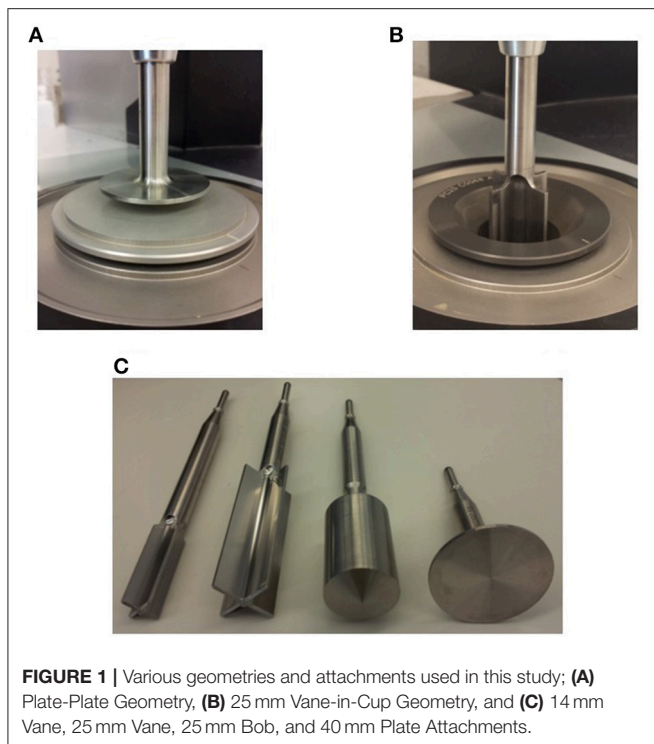 A
B
C
FIGURE 1 | Various geometries and attachments used in this study; (A)
Plate-Plate Geometry, (B) 25 mm Vane-in-Cup Geometry, and (C) 14 mm
Vane, 25 mm Vane, 25 mm Bob, and 40 mm Plate Attachments.